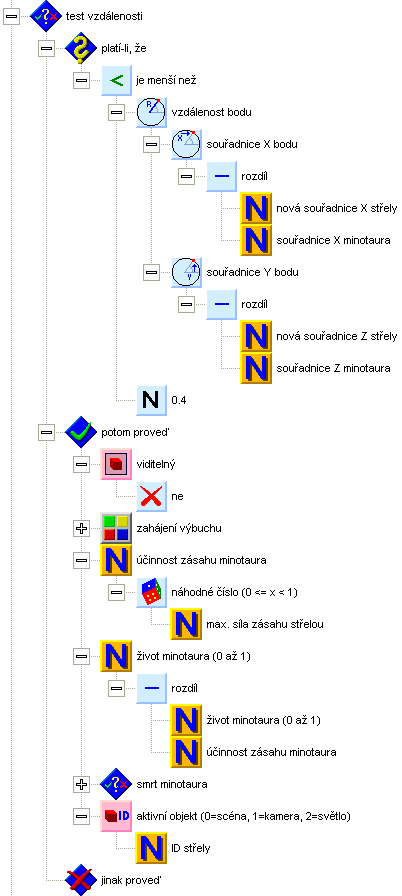 test vzdálenosti
platí-li, že
je menší než
vzdálenost bodu
souřadnice X bodu
rozdíl
nová souřadnice X střely
souřadnice X minotaura
souřadnice Y bodu
rozdíl
nová souřadnice Z střely
souřadnice Z minotaura
0.4
potom proveď
viditelný
ne
zahájení výbuchu
účinnost zásahu minotaura
náhodné číslo (0 <= x < 1)
max. síla zásahu střelou
život minotaura (0 až 1)
rozdíl
život minotaura (0 až 1)
účinnost zásahu minotaura
smrt minotaura
aktivní objekt (0=scéna, 1=kamera, 2=světlo)
ID střely
jinak proveď